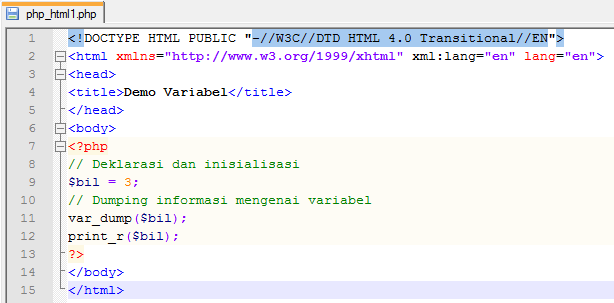 php_html1.php
1 <!DOCTYPE HTML PUBLIC "-//W3C//DTD HTML 4.0 Transitional//EN">
2 <html xmlns="http://www.w3.org/1999/xhtml" xml:lang="en" lang="en">
3 <head>
4 <title>Demo Variabel</title>
5 </head>
6 <body>
7 <?php
8 // Deklarasi dan inisialisasi
9 $bil = 3;
10 // Dumping informasi mengenai variabel
11 var_dump($bil);
12 print_r($bil);
13 ?>
14 </body>
15 </html>